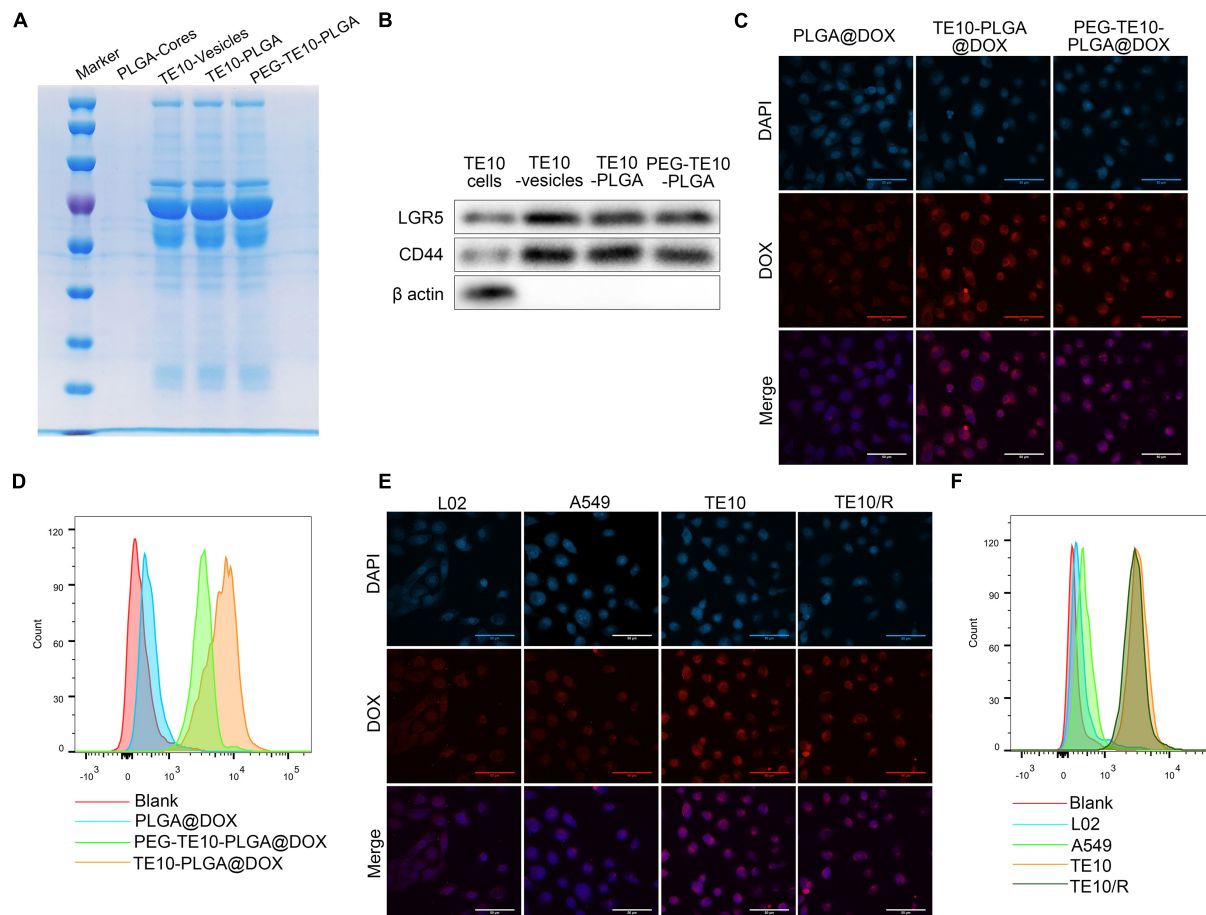 A
Marker
PLGA-Cores
TE10-Vesicles
TE10-PLGA
PEG-TE10-PLGA
B
TE10
cells
TE10
-vesicles
TE10
-PLGA
PEG-TE10
-PLGA
LGR5
CD44
β actin
C
PLGA@DOX
TE10-PLGA
@DOX
PEG-TE10-
PLGA@DOX
DAPI
DOX
Merge
D
Count
120
90
60
30
0
-10³ 0 10³ 10⁴ 10⁵
Blank
PLGA@DOX
PEG-TE10-PLGA@DOX
TE10-PLGA@DOX
E
L02
A549
TE10
TE10/R
DAPI
DOX
Merge
F
Count
120
90
60
30
0
-10³ 0 10³ 10⁴
Blank
L02
A549
TE10
TE10/R